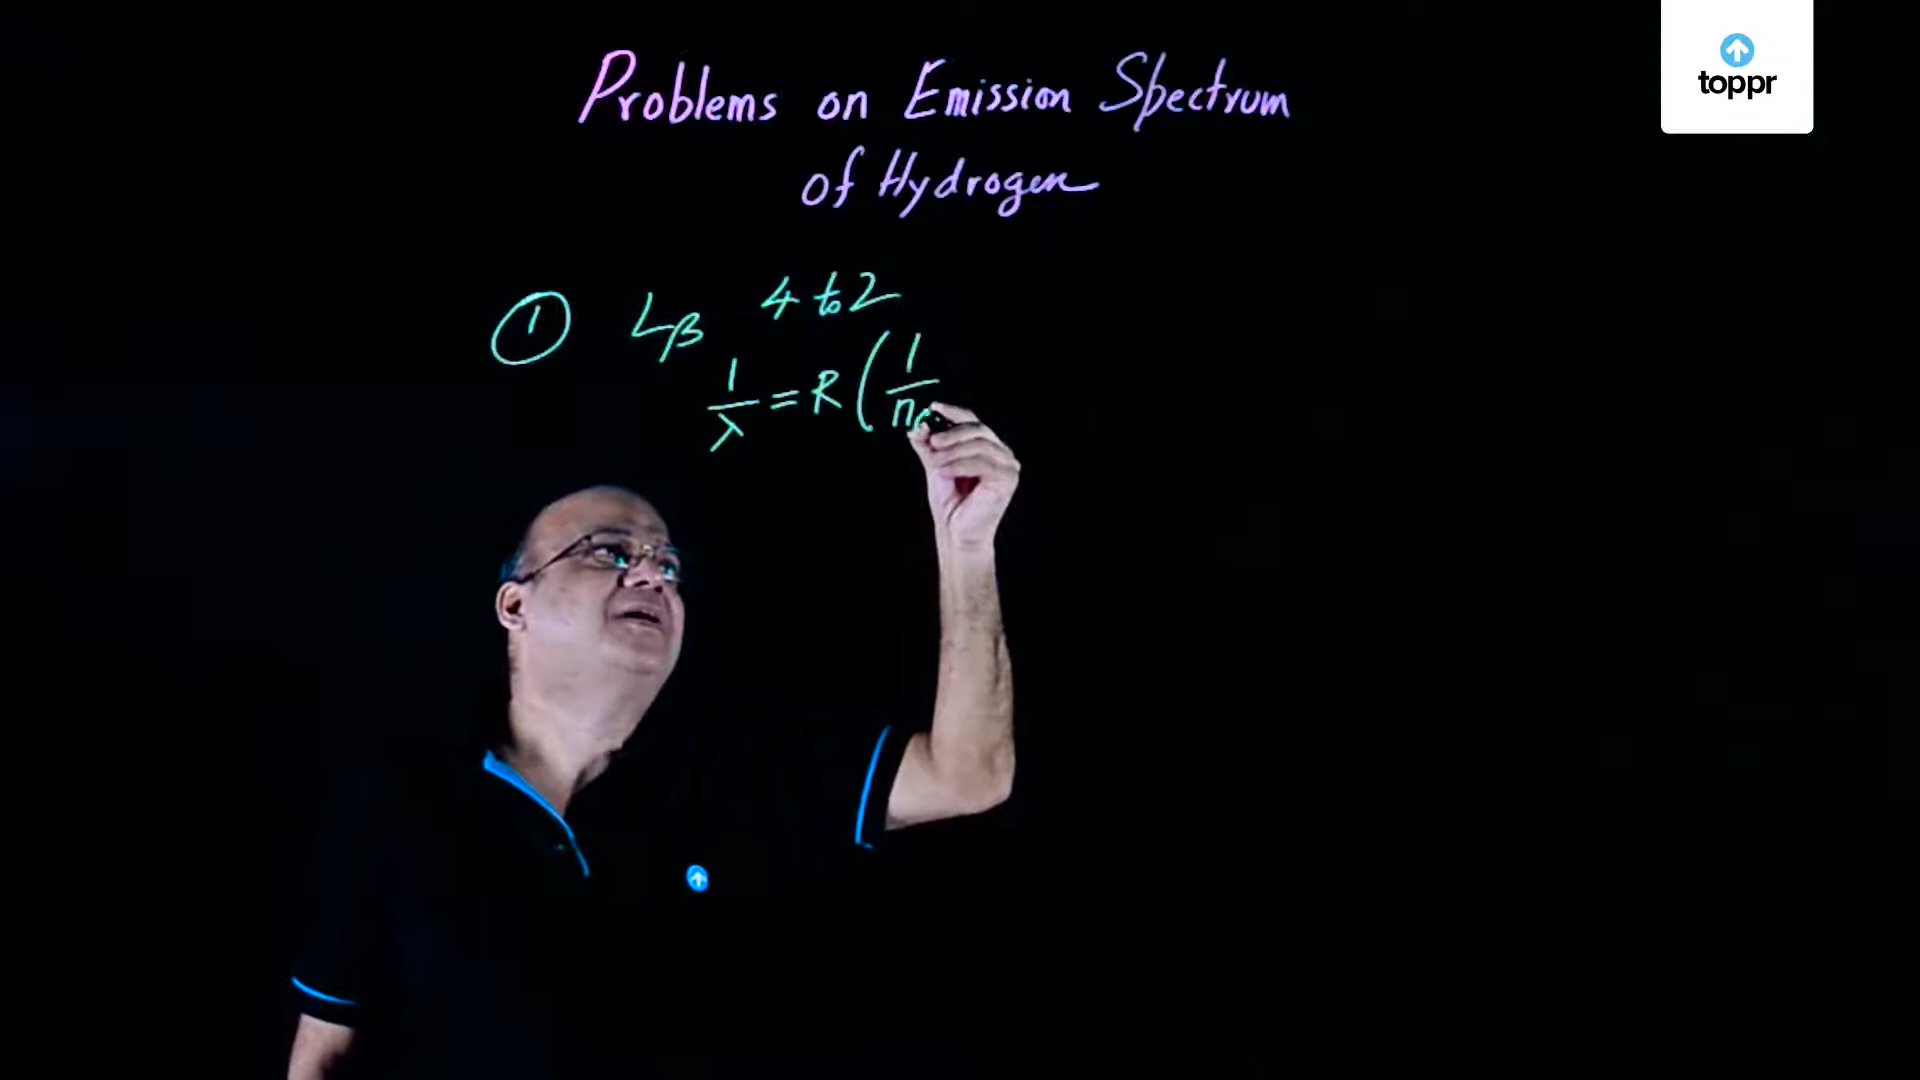 toppr
Problems on Emission Spectrum
of Hydrogen
① Lβ 4 to 2
1/λ = R ( 1/n